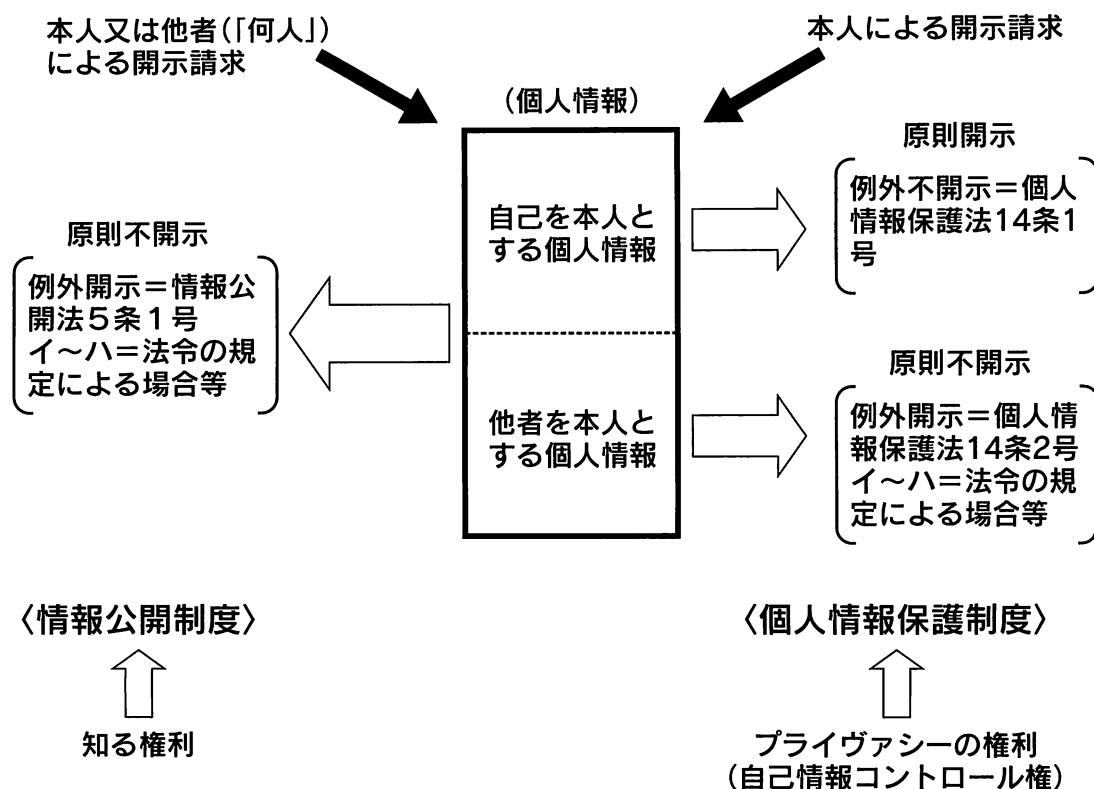 本人又は他者(「何人」)
による開示請求
本人による開示請求
(個人情報)
原則開示
例外不開示=個人
情報保護法14条1
号
自己を本人と
する個人情報
原則不開示
例外開示=情報公
開法5条1号
イ~ハ=法令の規
定による場合等
原則不開示
例外開示=個人情
報保護法14条2号
イ~ハ=法令の規
定による場合等
他者を本人と
する個人情報
〈情報公開制度〉
〈個人情報保護制度〉
知る権利
プライヴァシーの権利
(自己情報コントロール権)